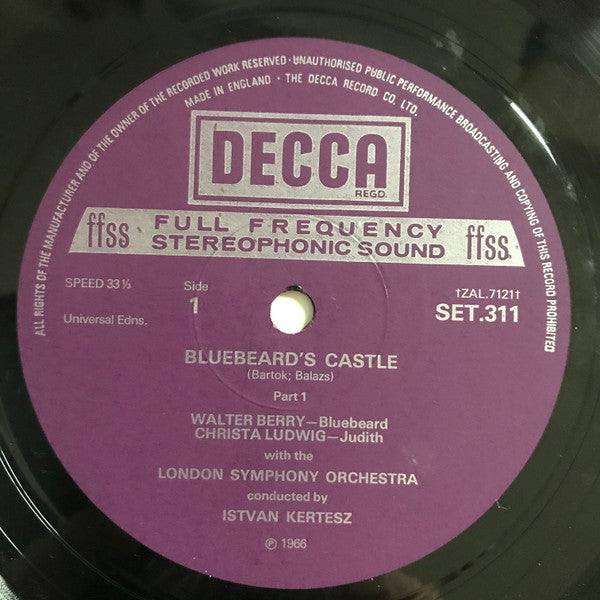 ALL RIGHTS OF THE MANUFACTURER AND OF THE OWNER OF THE RECORDED WORK RESERVED · UNAUTHORISED PUBLIC PERFORMANCE BROADCASTING AND COPYING OF THIS RECORD PROHIBITED
MADE IN ENGLAND · THE DECCA RECORD CO. LTD.
DECCA
REGD.
ffss FULL FREQUENCY ffss
STEREOPHONIC SOUND
SPEED 33⅓ Side †ZAL.7121†
1 SET.311
Universal Edns.
BLUEBEARD'S CASTLE
(Bartok; Balazs)
Part 1
WALTER BERRY—Bluebeard
CHRISTA LUDWIG—Judith
with the
LONDON SYMPHONY ORCHESTRA
conducted by
ISTVAN KERTESZ
℗ 1966